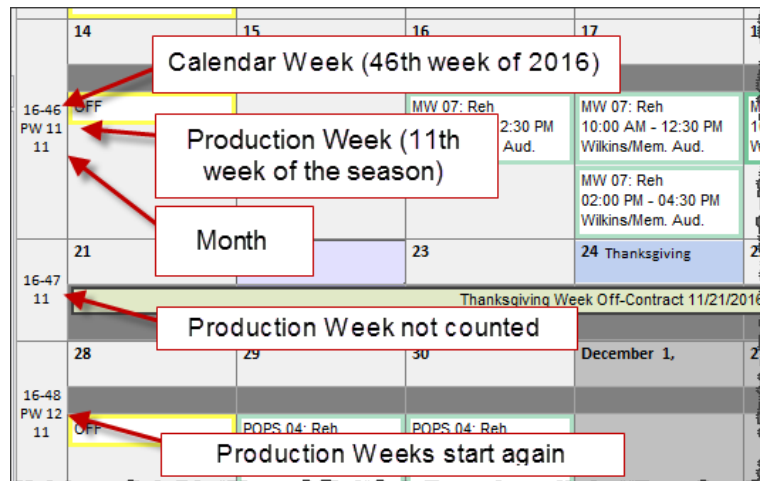 14 15 16 17
Calendar Week (46th week of 2016)
16-46
PW 11
11
OFF
MW 07: Reh
2:30 PM
Aud.
MW 07: Reh
10:00 AM - 12:30 PM
Wilkins/Mem. Aud.
Production Week (11th
week of the season)
MW 07: Reh
02:00 PM - 04:30 PM
Wilkins/Mem. Aud.
Month
21 23 24 Thanksgiving
16-47
11
Thanksgiving Week Off-Contract 11/21/2016
Production Week not counted
28 29 30 December 1,
16-48
PW 12
11
OFF
POPS 04: Reh
POPS 04: Reh
Production Weeks start again